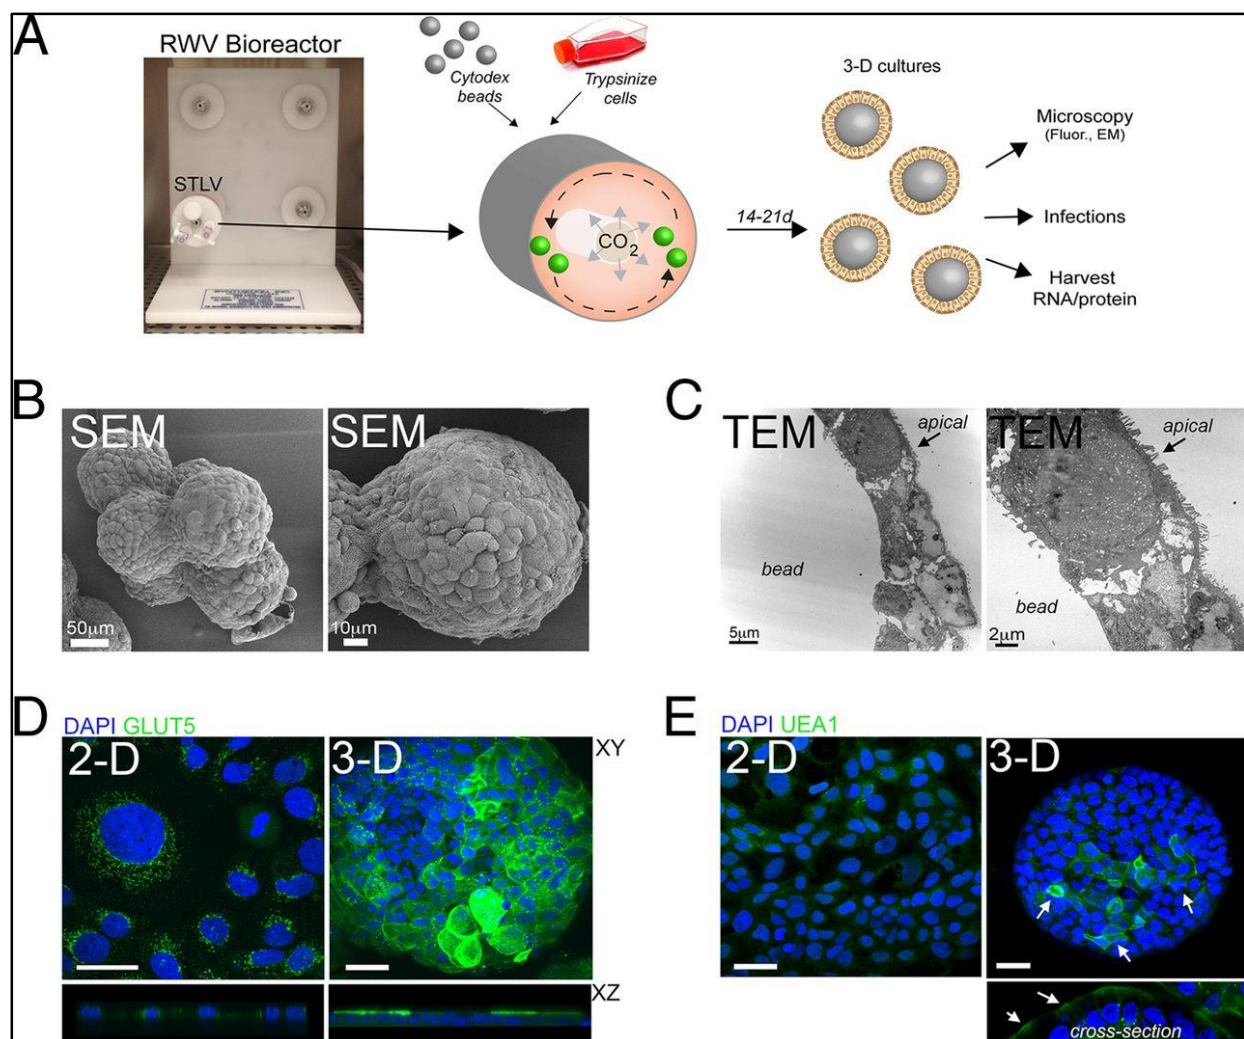 A
RWV Bioreactor
STLV
Cytodex
beads
Trypsinize
cells
CO2
14-21d
3-D cultures
Microscopy
(Fluor., EM)
Infections
Harvest
RNA/protein
B
SEM
50µm
SEM
10µm
C
TEM
apical
bead
5µm
TEM
apical
bead
2µm
D
DAPI GLUT5
2-D
3-D
XY
XZ
E
DAPI UEA1
2-D
3-D
cross-section